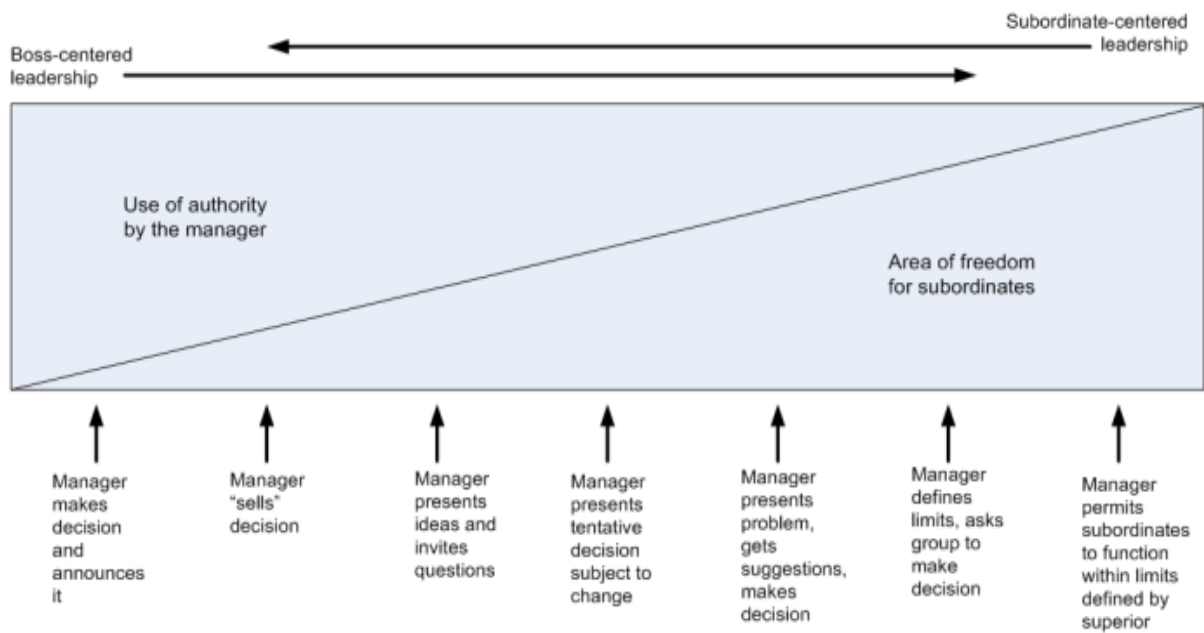 Subordinate-centered
leadership
Boss-centered
leadership
Use of authority
by the manager
Area of freedom
for subordinates
Manager
makes
decision
and
announces
it
Manager
“sells”
decision
Manager
presents
ideas and
invites
questions
Manager
presents
tentative
decision
subject to
change
Manager
presents
problem,
gets
suggestions,
makes
decision
Manager
defines
limits, asks
group to
make
decision
Manager
permits
subordinates
to function
within limits
defined by
superior